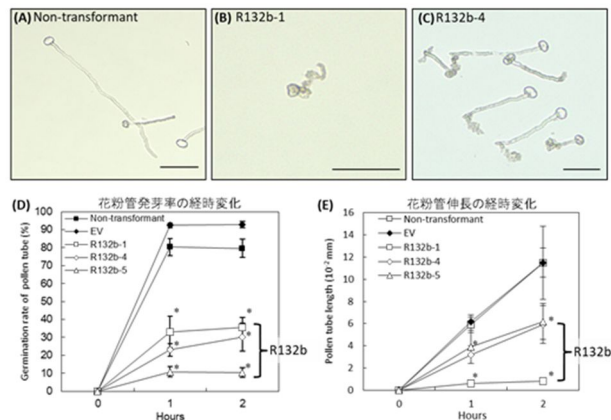 (A) Non-transformant
(B) R132b-1
(C) R132b-4
(D) 花粉管発芽率の経時変化
Germination rate of pollen tube (%)
100
90
80
70
60
50
40
30
20
10
0
Non-transformant
EV
R132b-1
R132b-4
R132b-5
*
*
*
*
*
*
R132b
0 1 2
Hours
(E) 花粉管伸長の経時変化
Pollen tube length (10⁻² mm)
16
14
12
10
8
6
4
2
0
Non-transformant
EV
R132b-1
R132b-4
R132b-5
*
*
*
*
R132b
0 1 2
Hours